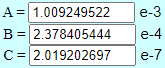 A = 1.009249522 e-3
B = 2.378405444 e-4
C = 2.019202697 e-7